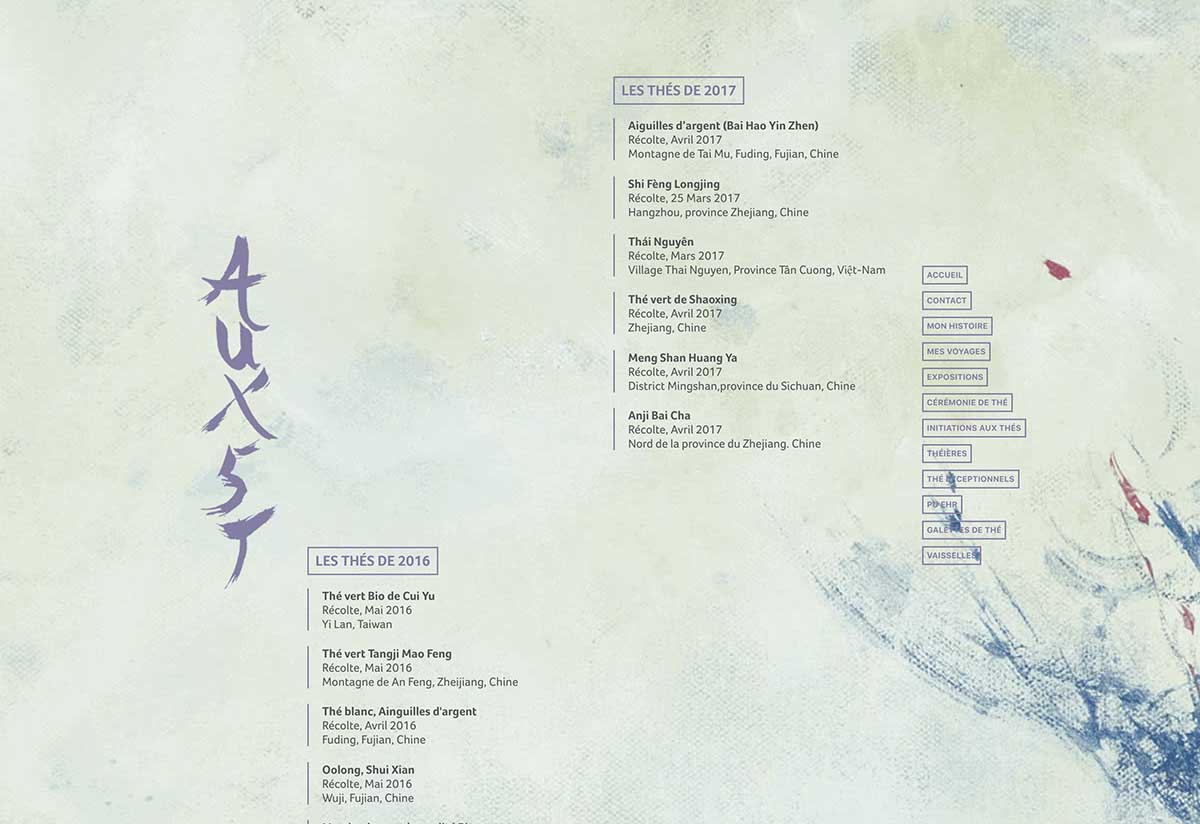 AUX5T
LES THÉS DE 2017
Aiguilles d’argent (Bai Hao Yin Zhen)
Récolte, Avril 2017
Montagne de Tai Mu, Fuding, Fujian, Chine
Shi Fèng Longjing
Récolte, 25 Mars 2017
Hangzhou, province Zhejiang, Chine
Thái Nguyên
Récolte, Mars 2017
Village Thai Nguyen, Province Tân Cuong, Việt-Nam
Thé vert de Shaoxing
Récolte, Avril 2017
Zhejiang, Chine
Meng Shan Huang Ya
Récolte, Avril 2017
District Mingshan,province du Sichuan, Chine
Anji Bai Cha
Récolte, Avril 2017
Nord de la province du Zhejiang. Chine
LES THÉS DE 2016
Thé vert Bio de Cui Yu
Récolte, Mai 2016
Yi Lan, Taiwan
Thé vert Tangji Mao Feng
Récolte, Mai 2016
Montagne de An Feng, Zheijiang, Chine
Thé blanc, Ainguilles d'argent
Récolte, Avril 2016
Fuding, Fujian, Chine
Oolong, Shui Xian
Récolte, Mai 2016
Wuji, Fujian, Chine
ACCUEIL
CONTACT
MON HISTOIRE
MES VOYAGES
EXPOSITIONS
CÉRÉMONIE DE THÉ
INITIATIONS AUX THÉS
THÉIÈRES
THÉ EXCEPTIONNELS
PU EHR
GALETTES DE THÉ
VAISSELLES